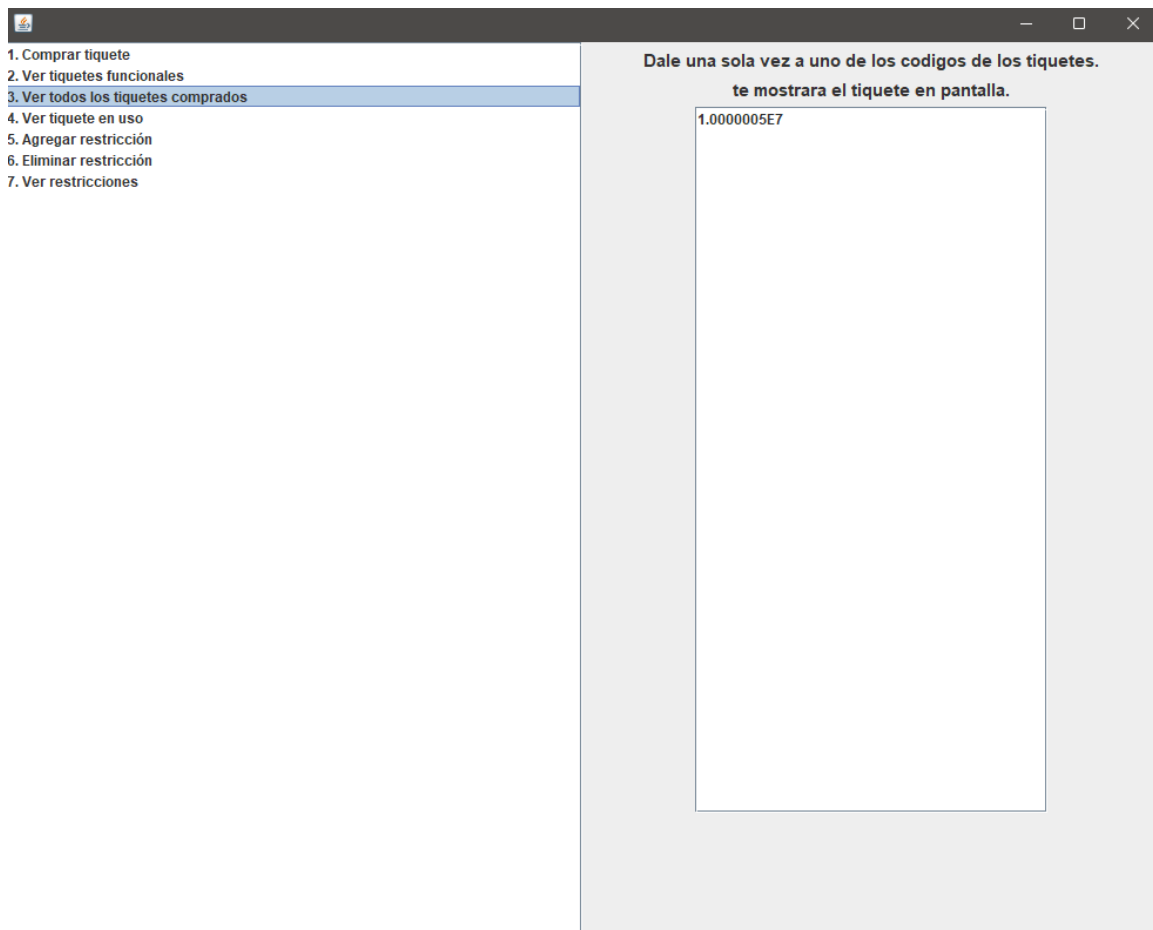 1. Comprar tiquete
2. Ver tiquetes funcionales
3. Ver todos los tiquetes comprados
4. Ver tiquete en uso
5. Agregar restricción
6. Eliminar restricción
7. Ver restricciones
Dale una sola vez a uno de los codigos de los tiquetes.
te mostrara el tiquete en pantalla.
1.0000005E7